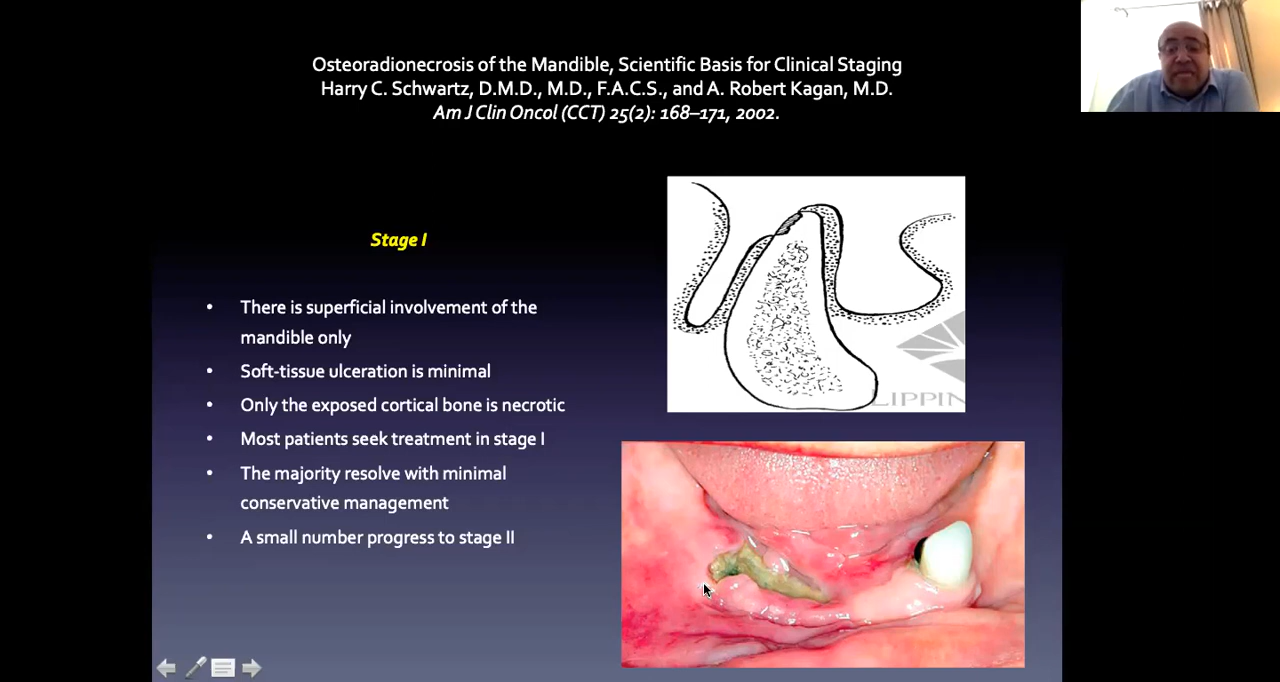 Osteoradionecrosis of the Mandible, Scientific Basis for Clinical Staging
Harry C. Schwartz, D.M.D., M.D., F.A.C.S., and A. Robert Kagan, M.D.
Am J Clin Oncol (CCT) 25(2): 168–171, 2002.
Stage I
• There is superficial involvement of the
mandible only
• Soft-tissue ulceration is minimal
• Only the exposed cortical bone is necrotic
• Most patients seek treatment in stage I
• The majority resolve with minimal
conservative management
• A small number progress to stage II
LIPPIN